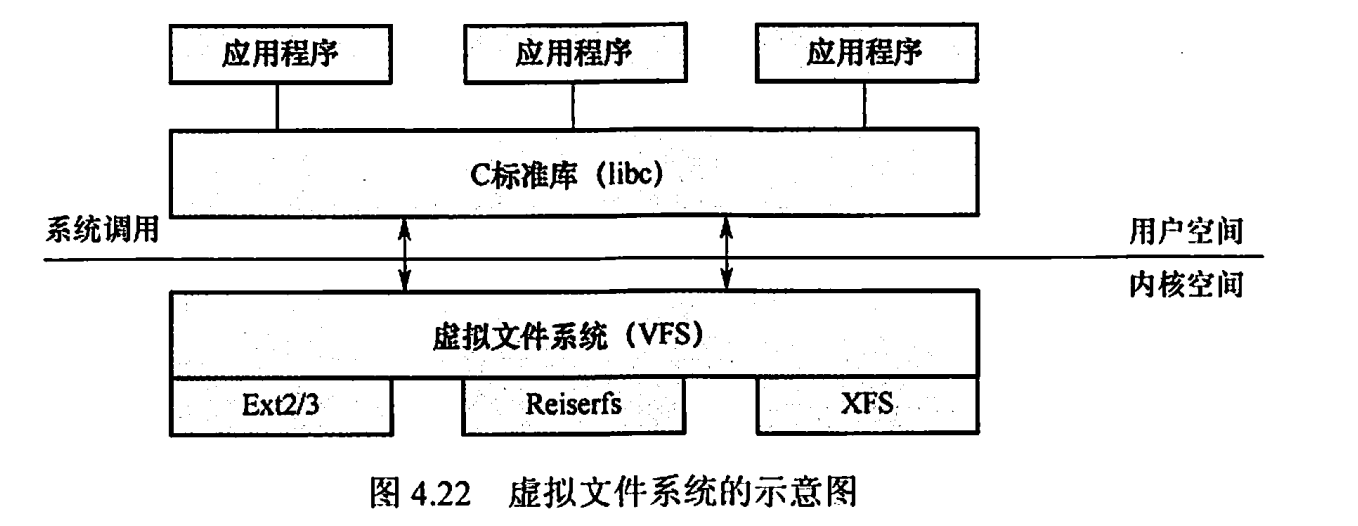 应用程序 应用程序 应用程序
C标准库（libc）
系统调用 用户空间
内核空间
虚拟文件系统（VFS）
Ext2/3 Reiserfs XFS
图 4.22 虚拟文件系统的示意图